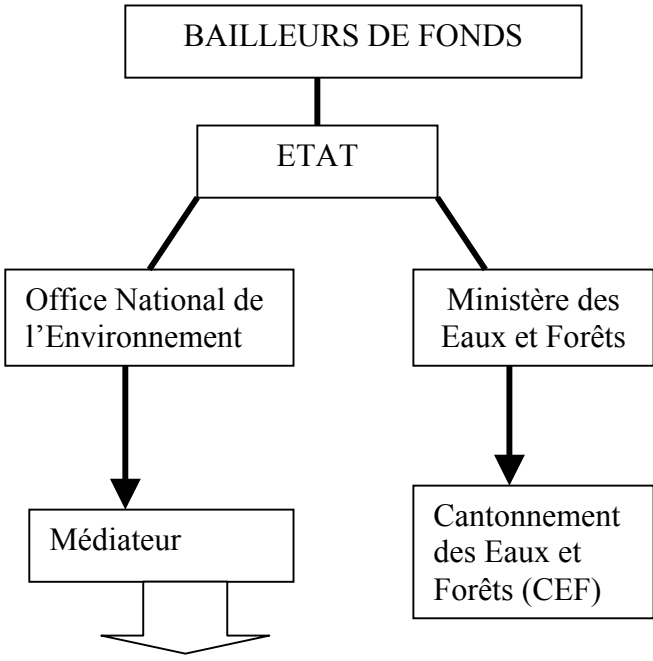 BAILLEURS DE FONDS
ETAT
Office National de
l’Environnement
Ministère des
Eaux et Forêts
Médiateur
Cantonnement
des Eaux et
Forêts (CEF)